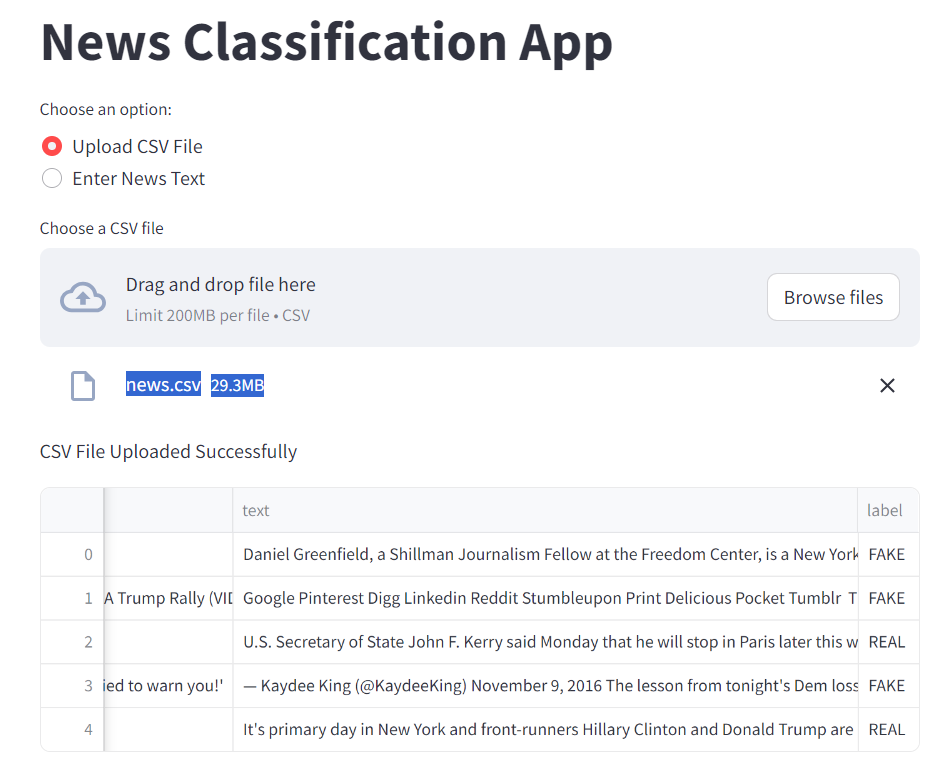 News Classification App
Choose an option:
Upload CSV File
Enter News Text
Choose a CSV file
Drag and drop file here
Limit 200MB per file • CSV
Browse files
news.csv 29.3MB
CSV File Uploaded Successfully
text label
0 Daniel Greenfield, a Shillman Journalism Fellow at the Freedom Center, is a New York FAKE
1 A Trump Rally (VID Google Pinterest Digg Linkedin Reddit Stumbleupon Print Delicious Pocket Tumblr T FAKE
2 U.S. Secretary of State John F. Kerry said Monday that he will stop in Paris later this w REAL
3 ied to warn you!' — Kaydee King (@KaydeeKing) November 9, 2016 The lesson from tonight's Dem loss FAKE
4 It's primary day in New York and front-runners Hillary Clinton and Donald Trump are REAL